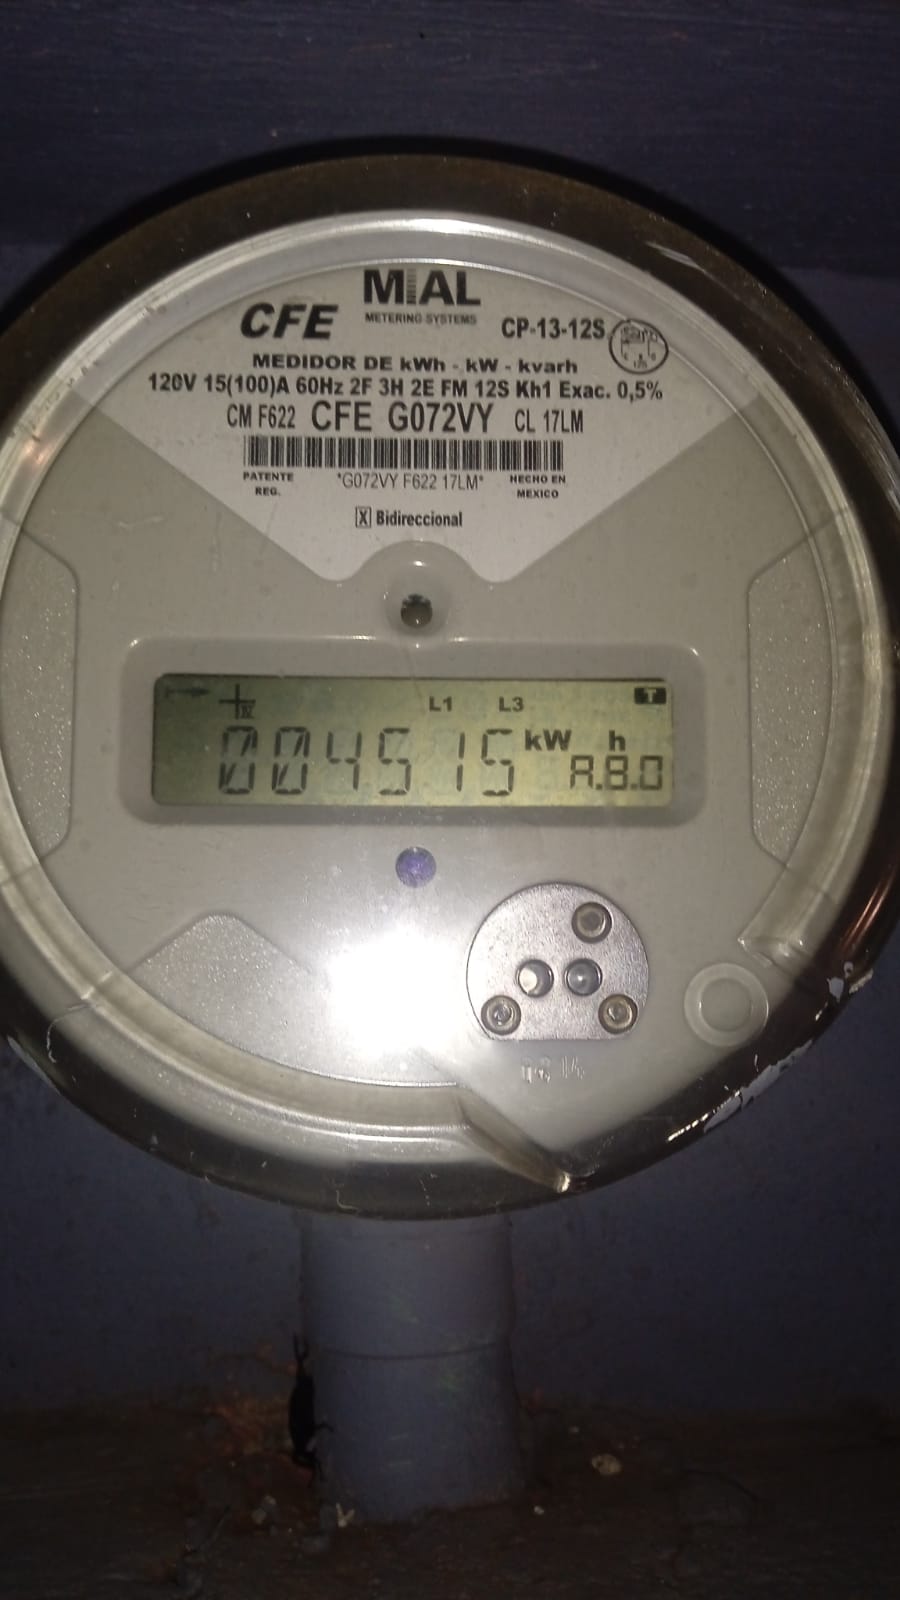 MIAL
CFE
METERING SYSTEMS
CP-13-12S
MEDIDOR DE kWh - kW - kvarh
120V 15(100)A 60Hz 2F 3H 2E FM 12S Kh1 Exac. 0,5%
CM F622 CFE G072VY CL 17LM
PATENTE REG. *G072VY F622 17LM* HECHO EN MEXICO
X Bidireccional
IV L1 L3 T
004515 kW h A.B.0